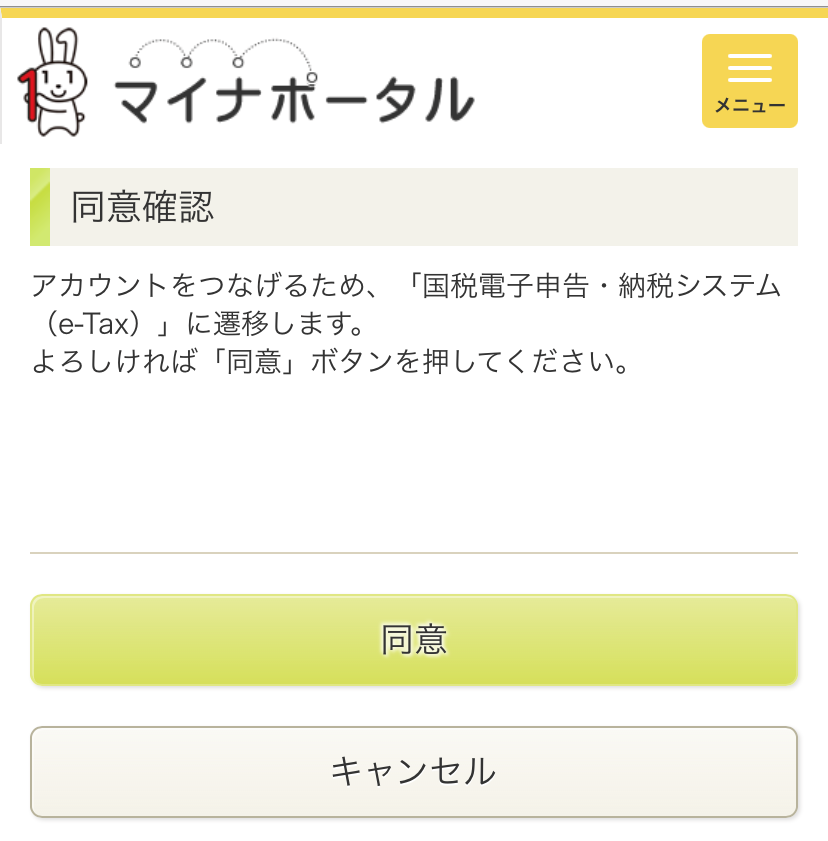 マイナポータル
メニュー
同意確認
アカウントをつなげるため、「国税電子申告・納税システム
（e-Tax）」に遷移します。
よろしければ「同意」ボタンを押してください。
同意
キャンセル